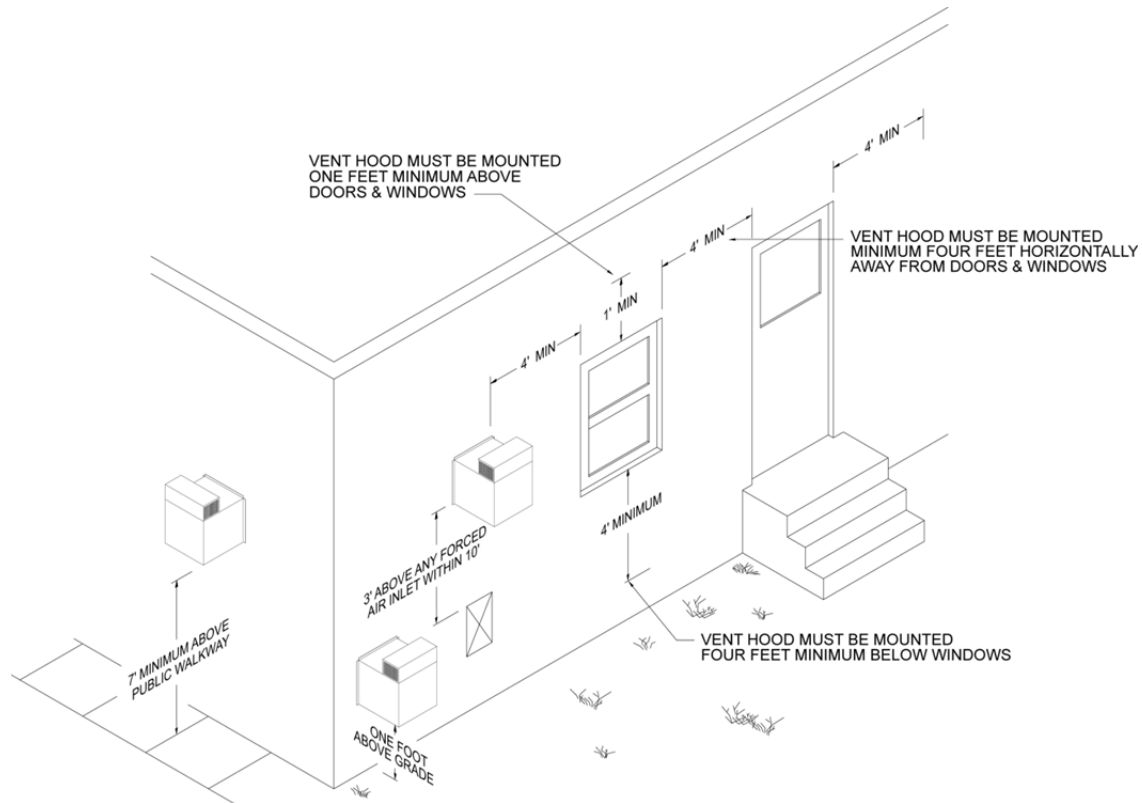 4' MIN
VENT HOOD MUST BE MOUNTED
ONE FEET MINIMUM ABOVE
DOORS & WINDOWS
4' MIN
VENT HOOD MUST BE MOUNTED
MINIMUM FOUR FEET HORIZONTALLY
AWAY FROM DOORS & WINDOWS
1' MIN
4' MIN
4' MINIMUM
3' ABOVE ANY FORCED
AIR INLET WITHIN 10'
7' MINIMUM ABOVE
PUBLIC WALKWAY
VENT HOOD MUST BE MOUNTED
FOUR FEET MINIMUM BELOW WINDOWS
ONE FOOT
ABOVE GRADE